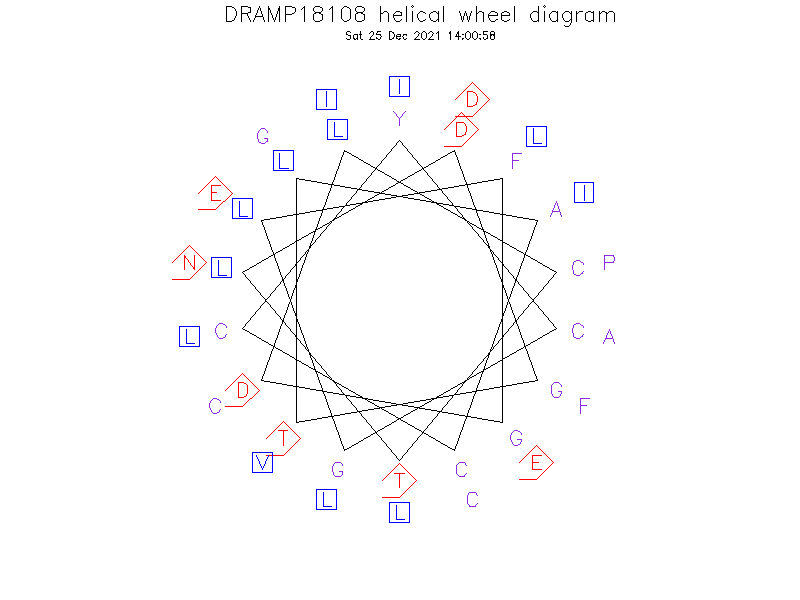 DRAMP18108 helical wheel diagram
Sat 25 Dec 2021 14:00:58
I
I D
L Y D L
G L F
E L A I
N L C P
L C C A
C D G F
T G
V G C E
L T C
L